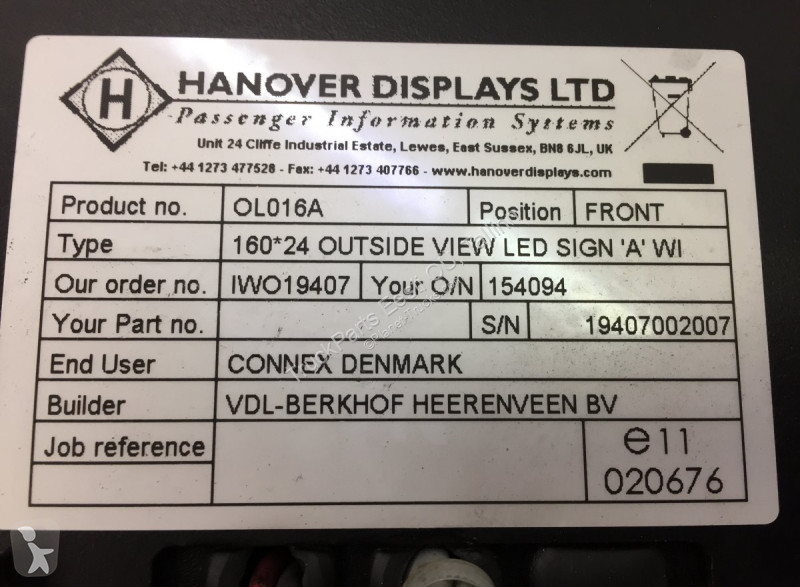 H
HANOVER DISPLAYS LTD
Passenger Information Systems
Unit 24 Cliffe Industrial Estate, Lewes, East Sussex, BN8 6JL, UK
Tel: +44 1273 477528 - Fax: +44 1273 407766 - www.hanoverdisplays.com
Product no. OL016A Position FRONT
Type 160*24 OUTSIDE VIEW LED SIGN 'A' WI
Our order no. IWO19407 Your O/N 154094
Your Part no. S/N 19407002007
End User CONNEX DENMARK
Builder VDL-BERKHOF HEERENVEEN BV
Job reference e11
020676